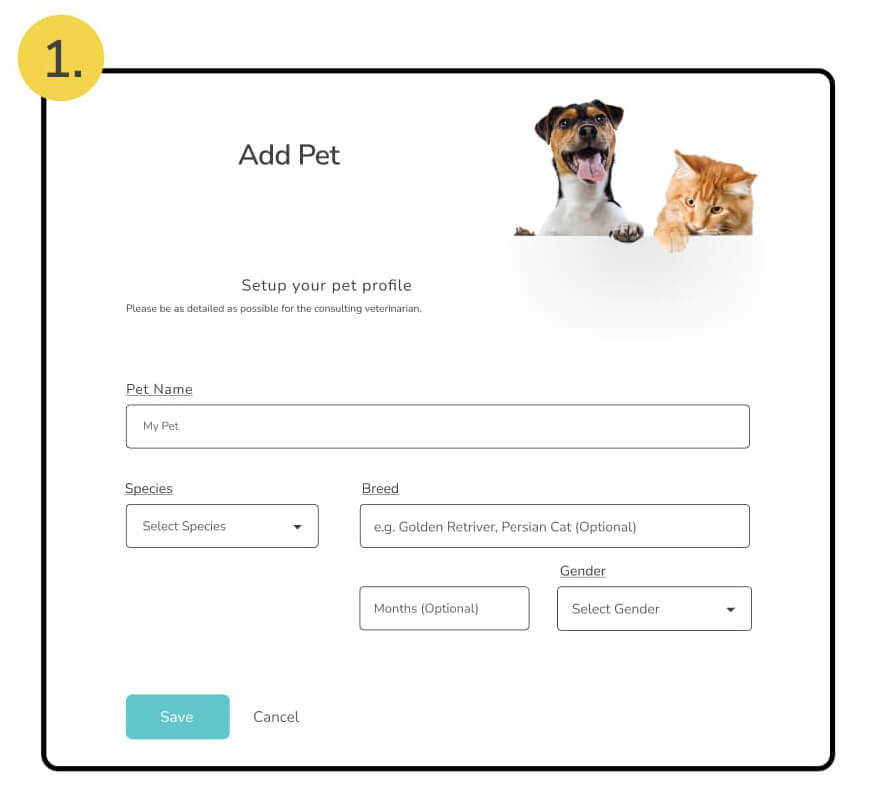 1.
Add Pet
Setup your pet profile
Please be as detailed as possible for the consulting veterinarian.
Pet Name
My Pet
Species
Breed
Select Species
e.g. Golden Retriver, Persian Cat (Optional)
Gender
Months (Optional)
Select Gender
Save
Cancel